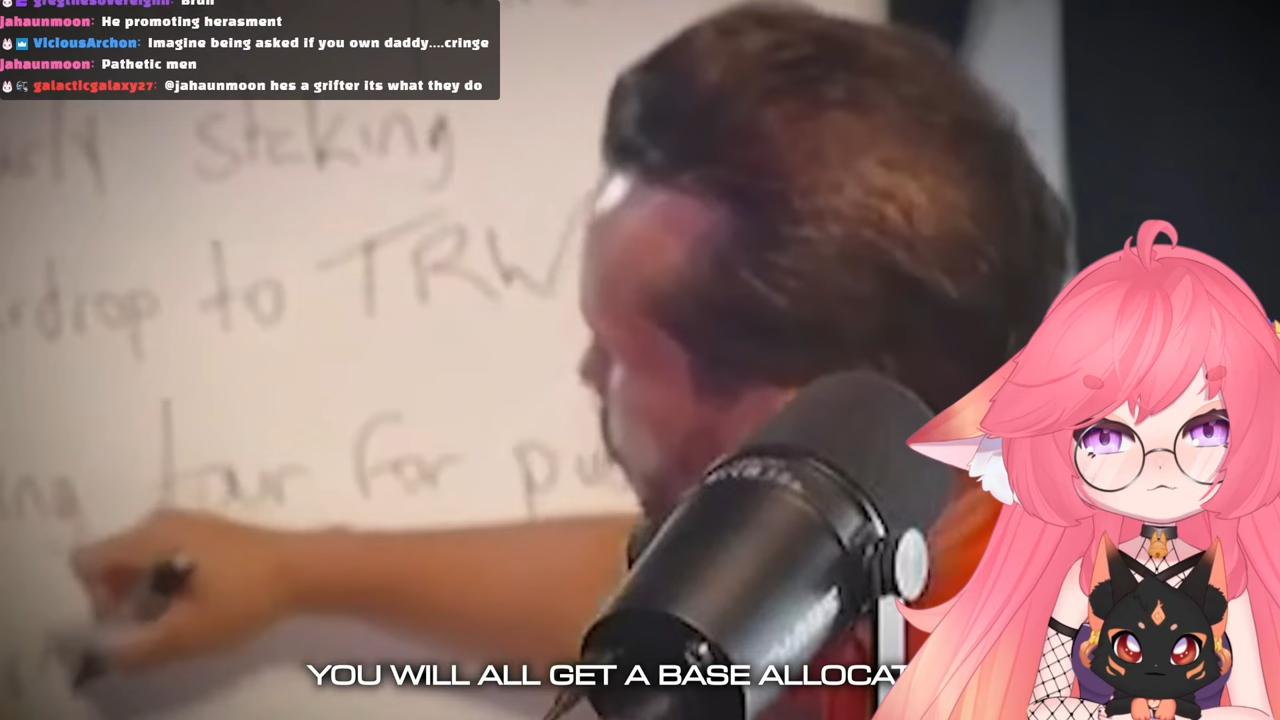 gregthesovereign: Bruh
Jahaunmoon: He promoting herasment
ViciousArchon: Imagine being asked if you own daddy....cringe
Jahaunmoon: Pathetic men
galacticgalaxy27: @jahaunmoon hes a grifter its what they do
staking
to TRW
for
YOU WILL ALL GET A BASE ALLOCAT